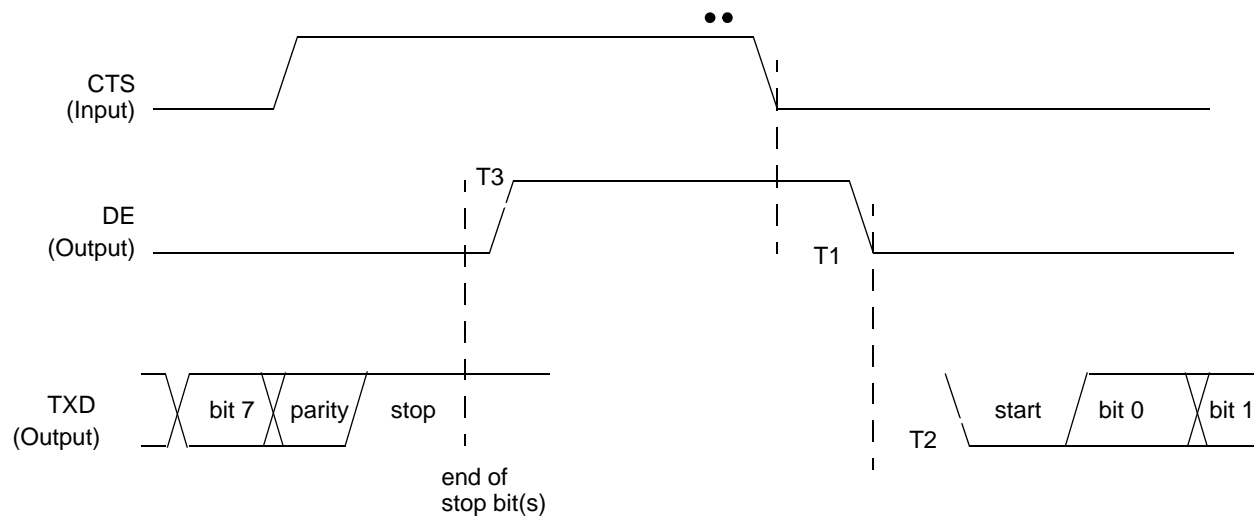 CTS
(Input)
T3
DE
(Output)
T1
TXD
(Output)
bit 7
parity
stop
start
bit 0
bit 1
T2
end of
stop bit(s)